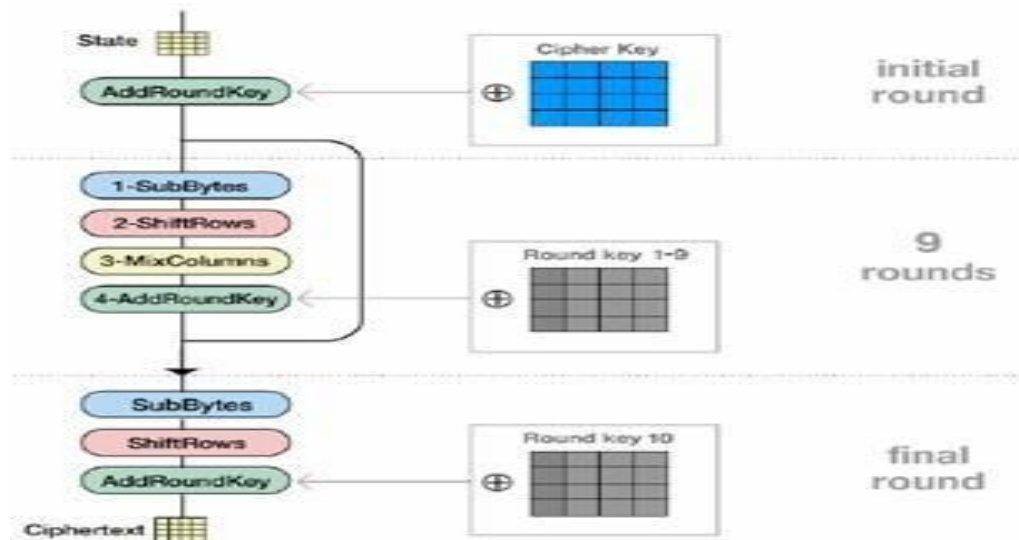 State
Cipher Key
AddRoundKey
initial
round
1-SubBytes
2-ShiftRows
3-MixColumns
4-AddRoundKey
Round key 1-9
9
rounds
SubBytes
ShiftRows
AddRoundKey
Round key 10
final
round
Ciphertext